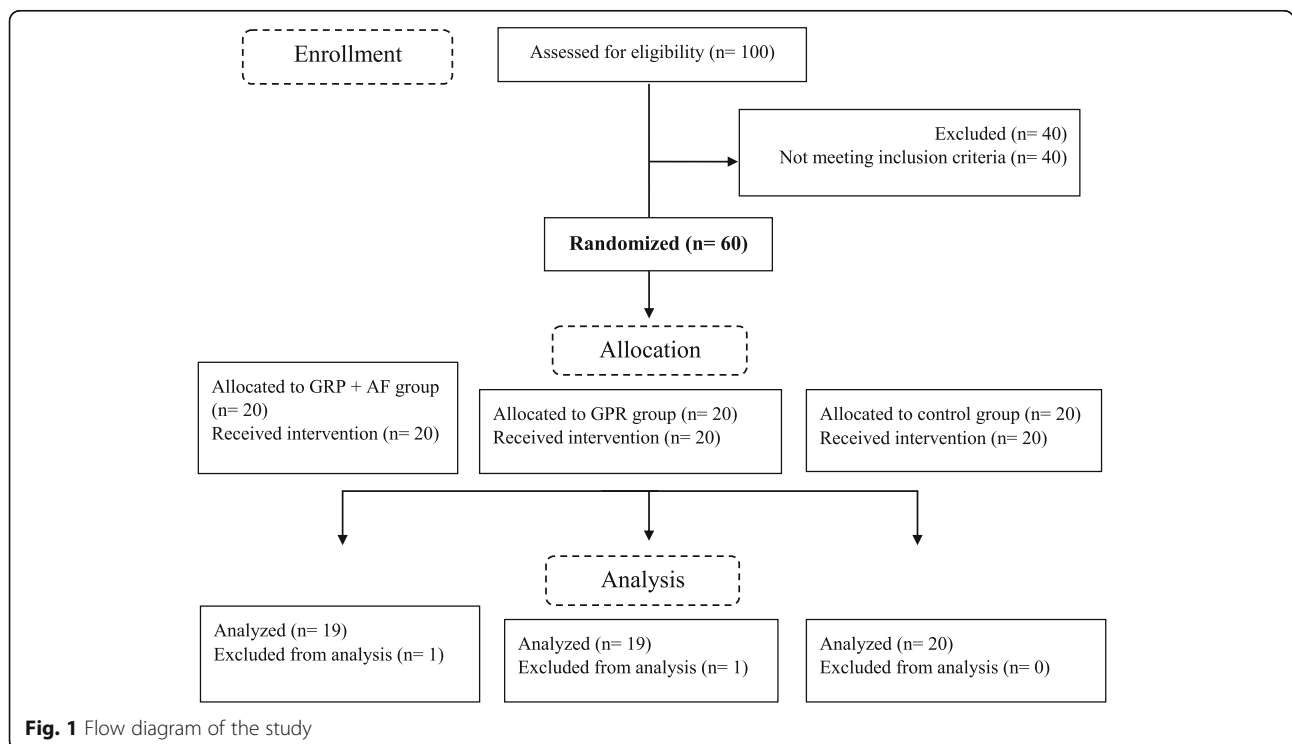 Enrollment
Assessed for eligibility (n= 100)
Excluded (n= 40)
Not meeting inclusion criteria (n= 40)
Randomized (n= 60)
Allocation
Allocated to GRP + AF group
(n= 20)
Received intervention (n= 20)
Allocated to GPR group (n= 20)
Received intervention (n= 20)
Allocated to control group (n= 20)
Received intervention (n= 20)
Analysis
Analyzed (n= 19)
Excluded from analysis (n= 1)
Analyzed (n= 19)
Excluded from analysis (n= 1)
Analyzed (n= 20)
Excluded from analysis (n= 0)
Fig. 1 Flow diagram of the study